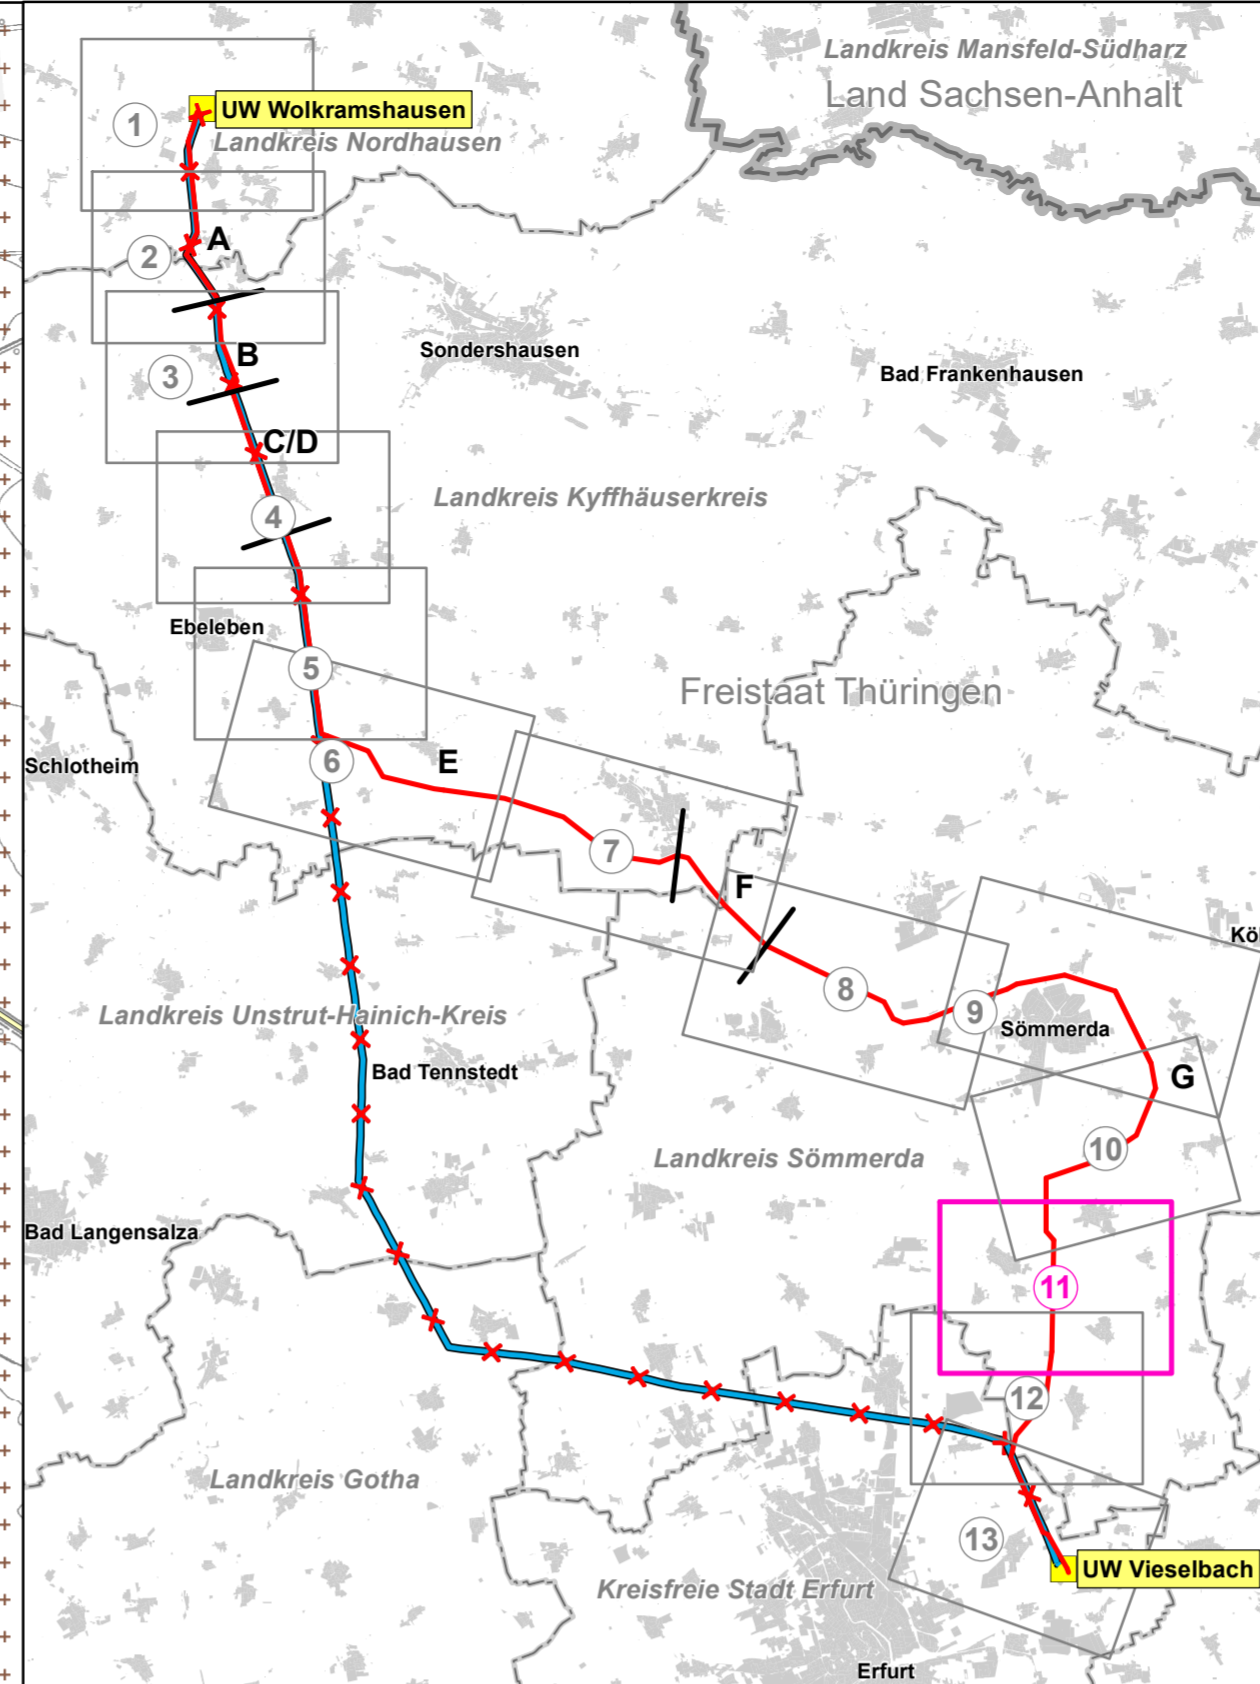 Landkreis Mansfeld-Südharz
Land Sachsen-Anhalt
UW Wolkramshausen
1
Landkreis Nordhausen
A
2
Sondershausen
B
3
Bad Frankenhausen
C/D
Landkreis Kyffhäuserkreis
4
Ebeleben
5
Freistaat Thüringen
6
E
Schlotheim
7
F
Kö
8
9
Landkreis Unstrut-Hainich-Kreis
Sömmerda
Bad Tennstedt
G
10
Landkreis Sömmerda
Bad Langensalza
11
12
Landkreis Gotha
13
UW Vieselbach
Kreisfreie Stadt Erfurt
Erfurt